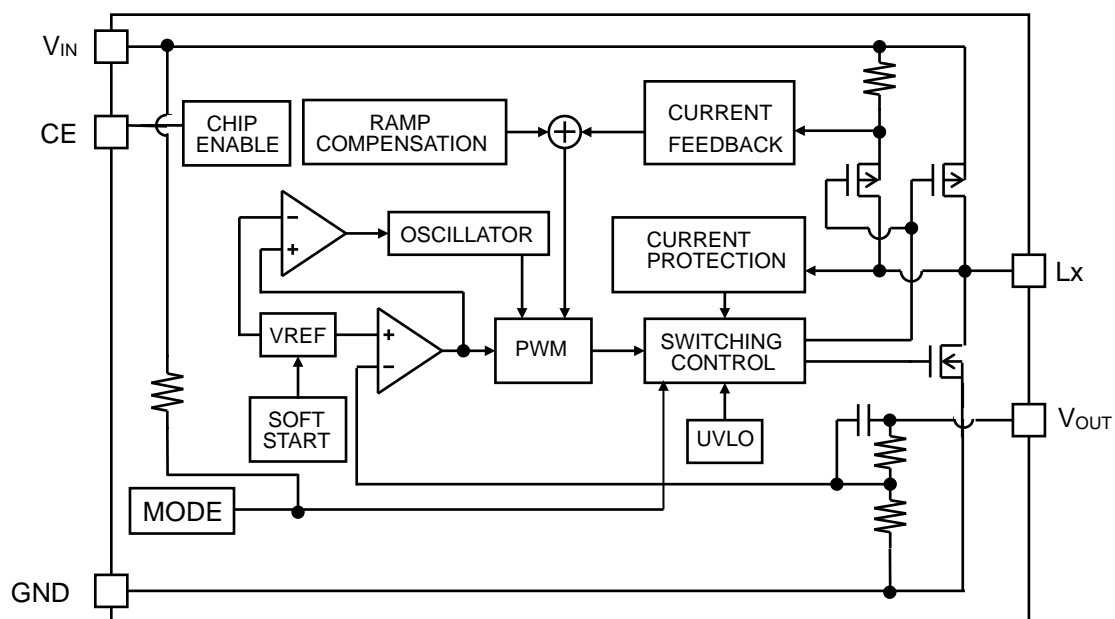 VIN
CE
CHIP
ENABLE
RAMP
COMPENSATION
+
CURRENT
FEEDBACK
−
+
OSCILLATOR
CURRENT
PROTECTION
Lx
VREF
+
−
PWM
SWITCHING
CONTROL
SOFT
START
UVLO
VOUT
MODE
GND